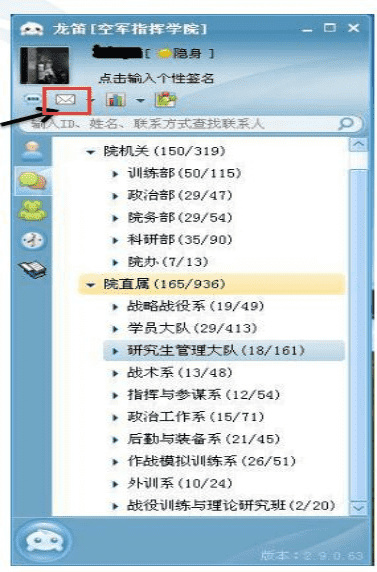 龙笛[空军指挥学院]
[隐身]
点击输入个性签名
输入ID、姓名、联系方式查找联系人
院机关(150/319)
训练部(50/115)
政治部(29/47)
院务部(29/54)
科研部(35/90)
院办(7/13)
院直属(165/936)
战略战役系(19/49)
学员大队(29/413)
研究生管理大队(18/161)
战术系(13/48)
指挥与参谋系(12/54)
政治工作系(15/71)
后勤与装备系(21/45)
作战模拟训练系(26/51)
外训系(10/24)
战役训练与理论研究班(2/20)
版本:2.9.0.63